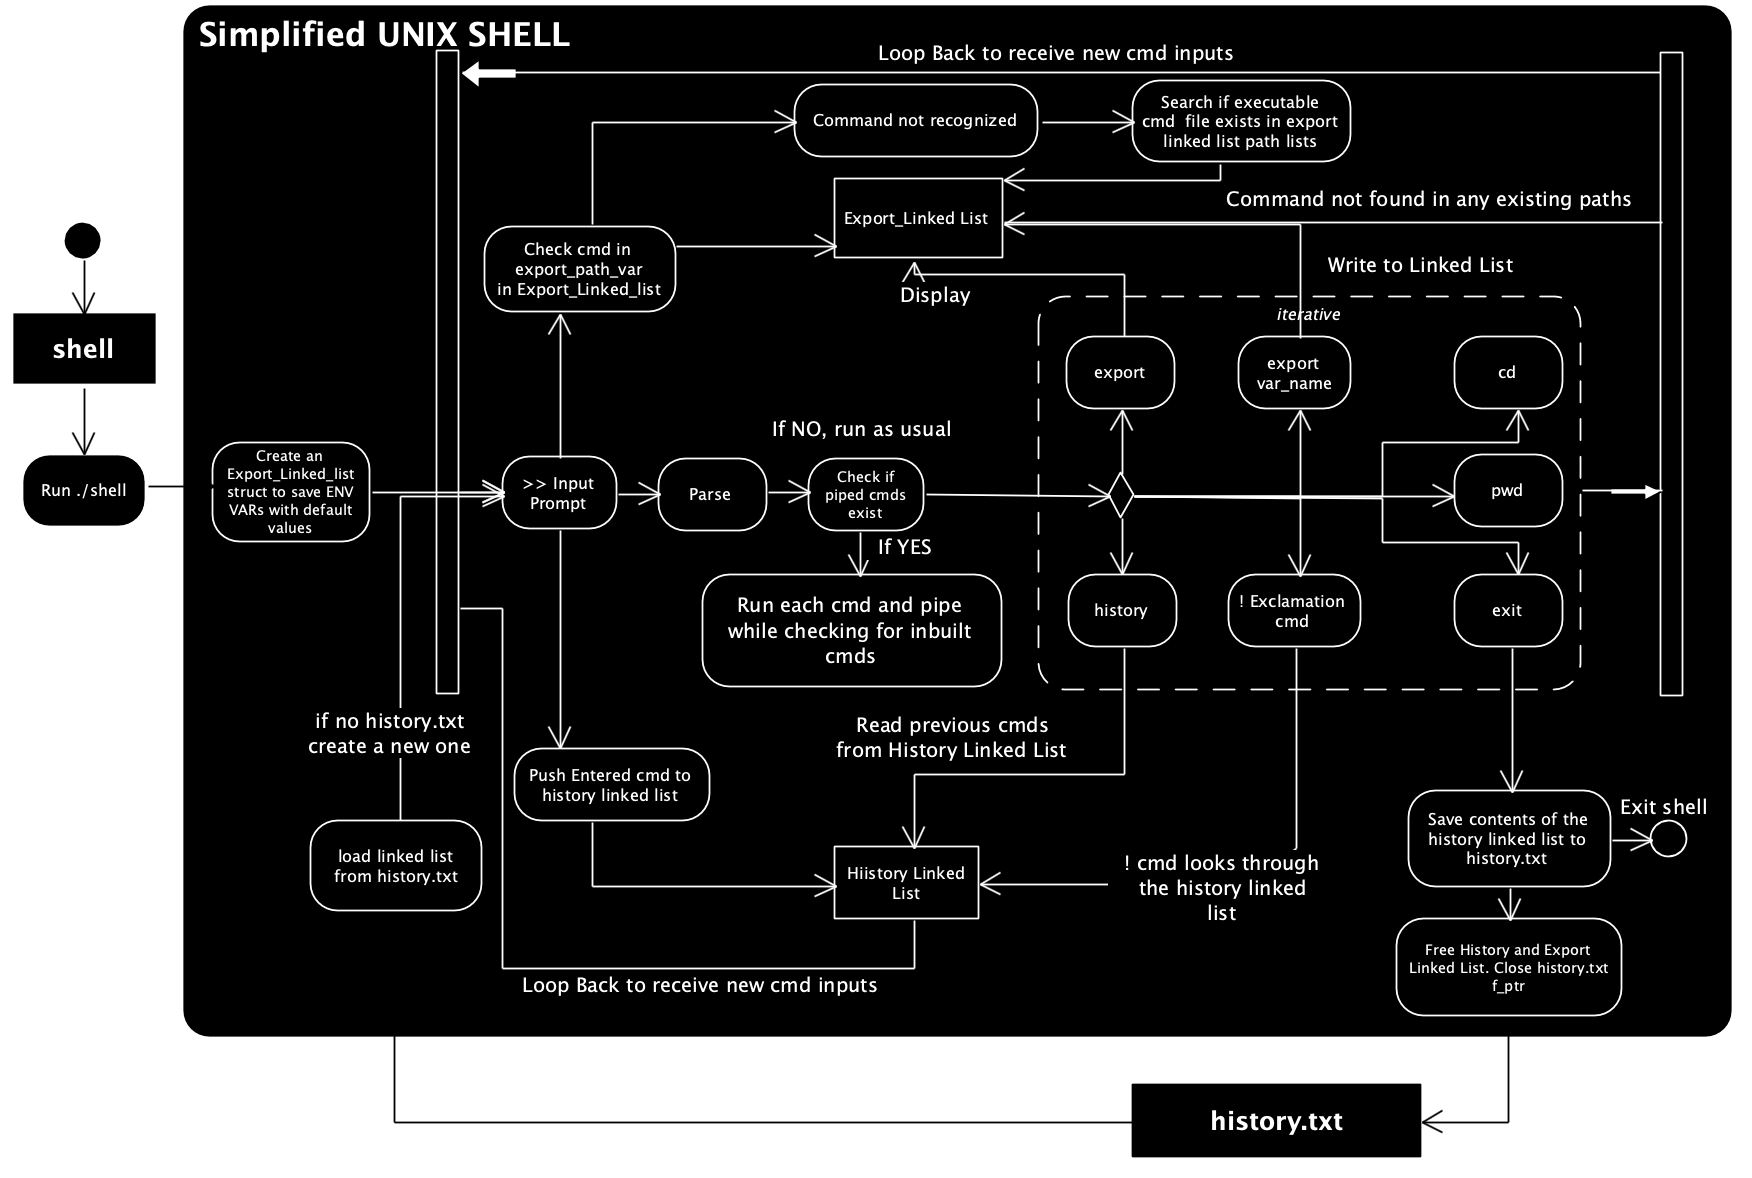 Simplified UNIX SHELL
Loop Back to receive new cmd inputs
Command not recognized
Search if executable
cmd file exists in export
linked list path lists
Export_Linked List
Command not found in any existing paths
Check cmd in
export_path_var
in Export_Linked_list
Write to Linked List
Display
iterative
shell
export
export
var_name
cd
If NO, run as usual
Run ./shell
Create an
Export_Linked_list
struct to save ENV
VARs with default
values
>> Input
Prompt
Parse
Check if
piped cmds
exist
pwd
If YES
Run each cmd and pipe
while checking for inbuilt
cmds
history
! Exclamation
cmd
exit
if no history.txt
create a new one
Read previous cmds
from History Linked List
Push Entered cmd to
history linked list
load linked list
from history.txt
Hiistory Linked
List
! cmd looks through
the history linked
list
Save contents of the
history linked list to
history.txt
Exit shell
Free History and Export
Linked List. Close history.txt
f_ptr
Loop Back to receive new cmd inputs
history.txt